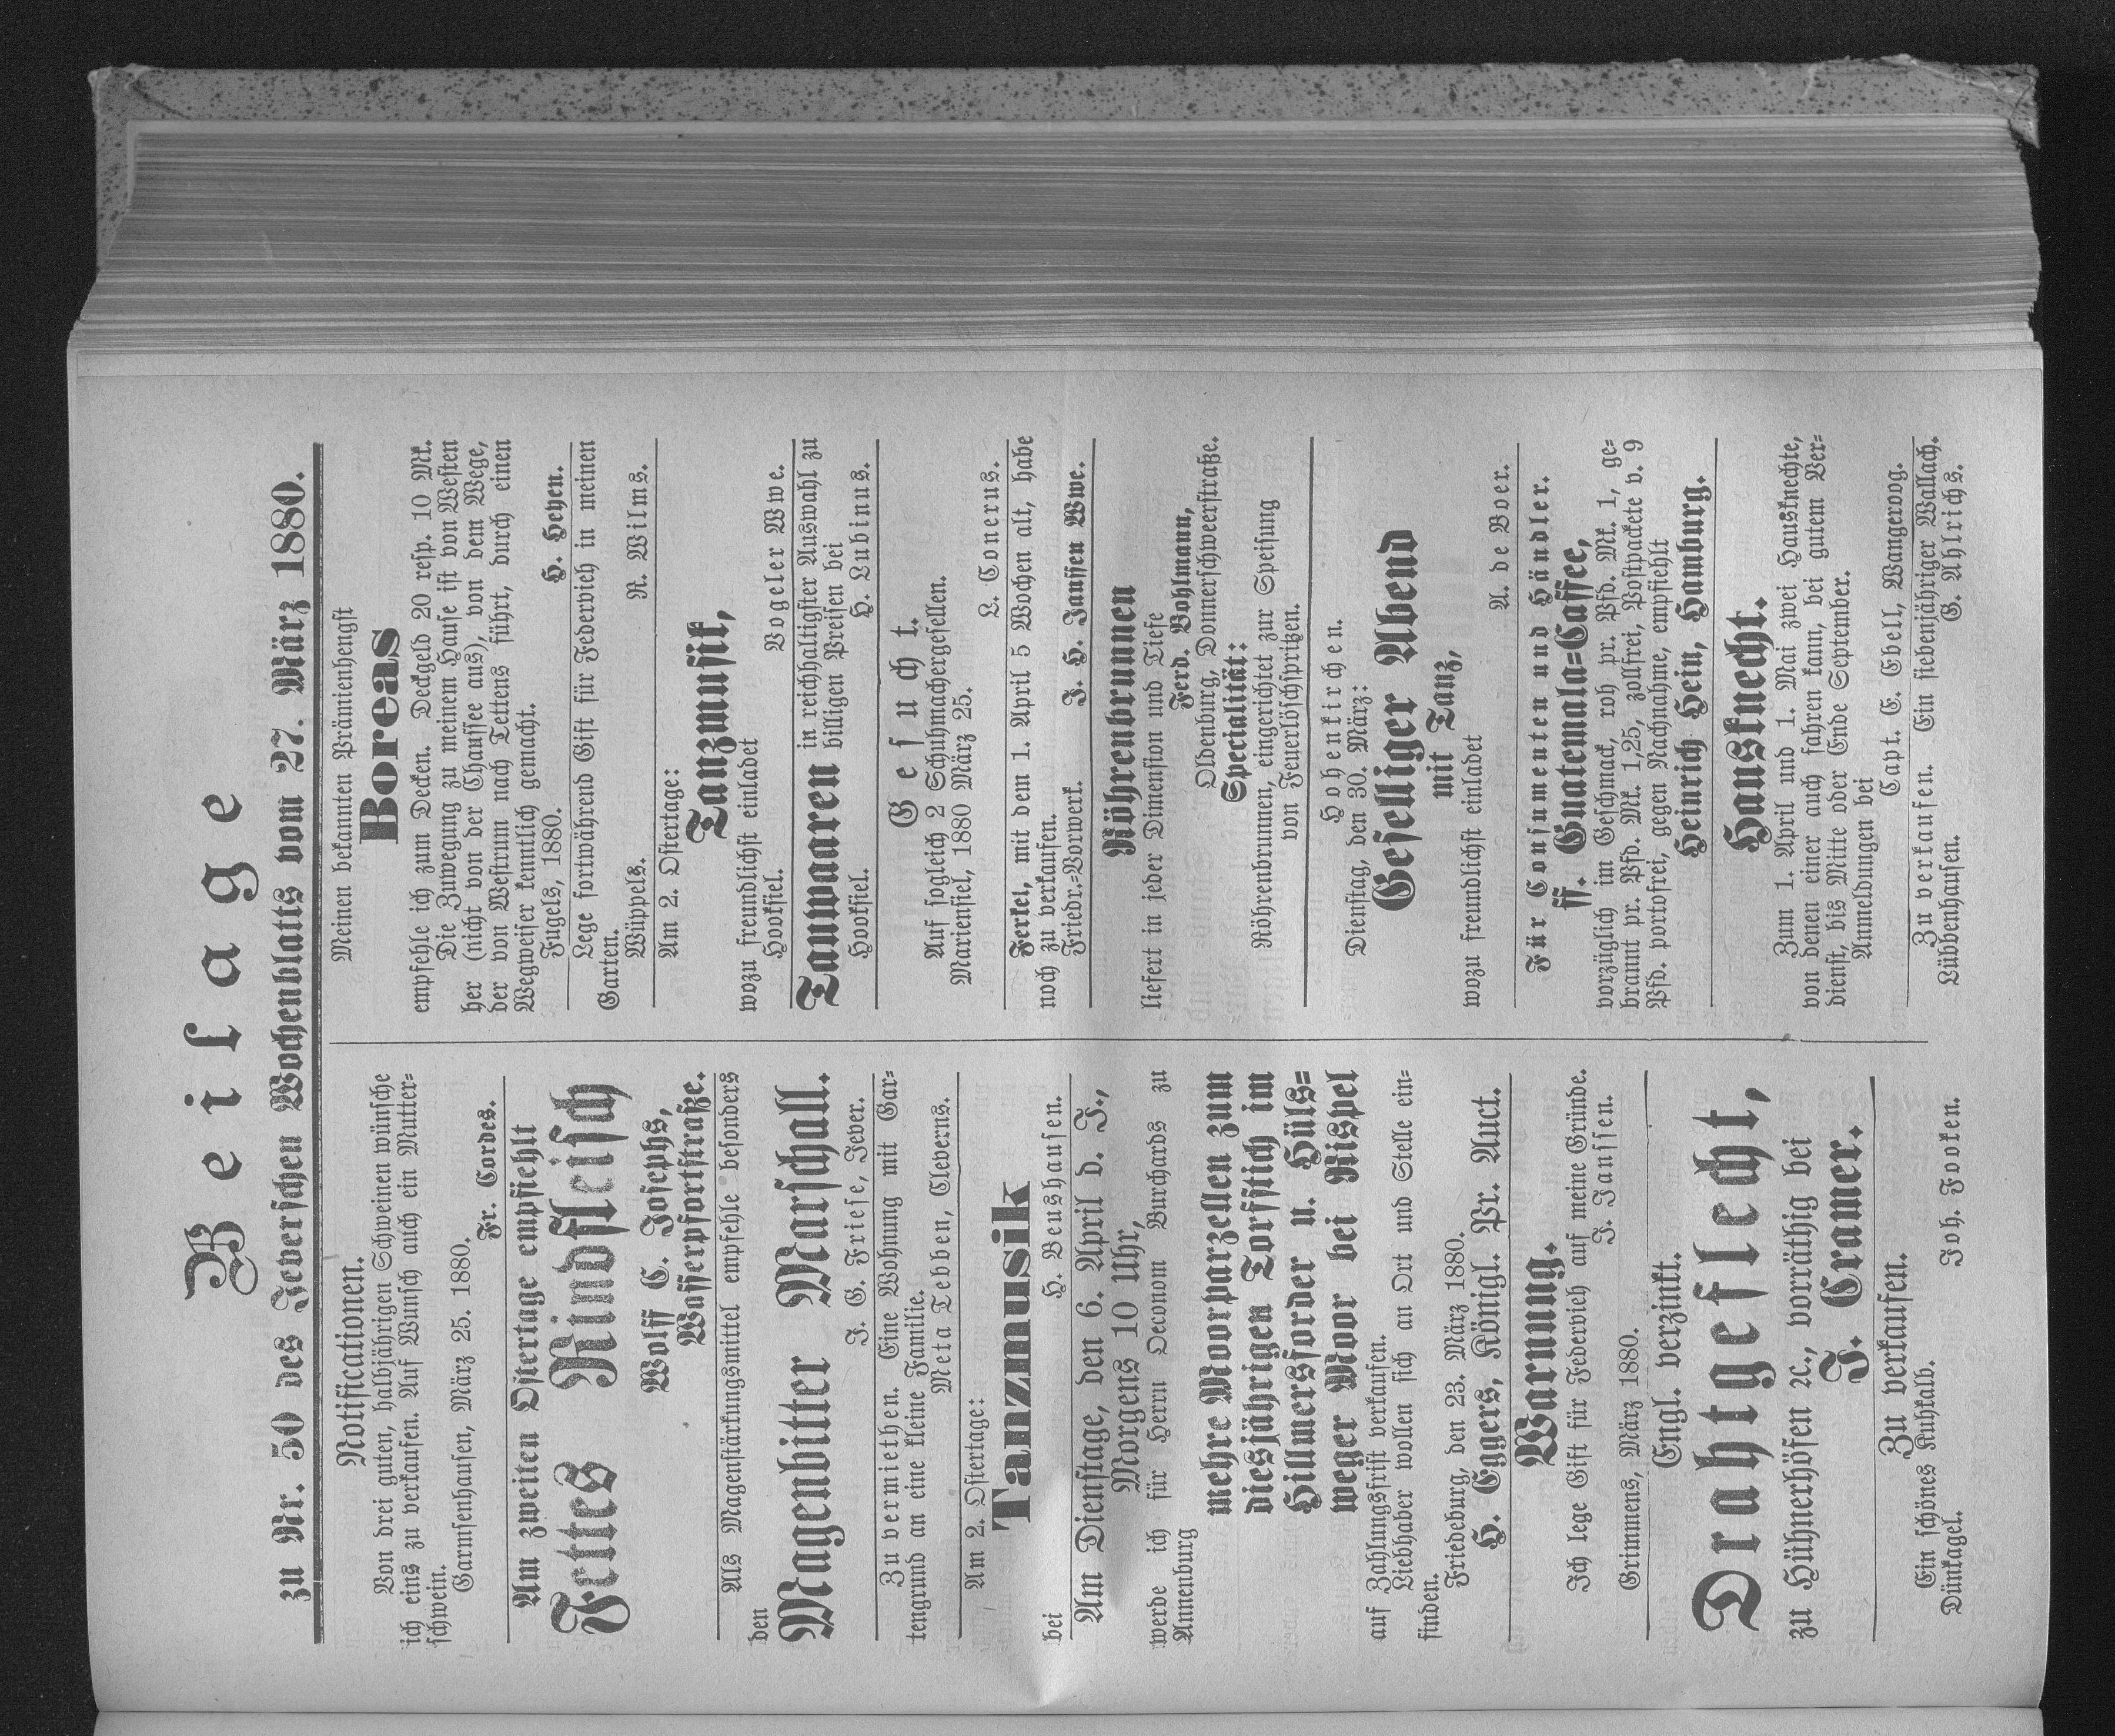 Beilage
zu Nr. 50 des Jeverschen Wochenblatts vom 27. März 1880.
Notificationen.
Von drei guten, halbjährigen Schweinen wünsche
ich eins zu verkaufen. Auf Wunsch auch ein Mutter=
schwein.
Garmsenhausen, März 25. 1880.
Fr. Cordes.
Am zweiten Ostertage empfiehlt
Fettes Rindfleisch
Wolff C. Josephs,
Wasserpfortstraße.
Als Magenstärkungsmittel empfehle besonders
den
Magenbitter Marschall.
J. G. Friese, Jever.
Zu vermiethen. Eine Wohnung mit Gar=
tengrund an eine kleine Familie.
Meta Tebben, Cleverns.
Am 2. Ostertage:
Tanzmusik
bei H. Beushausen.
Am Dienstage, den 6. April d. J.,
Morgens 10 Uhr,
werde ich für Herrn Oeconom Burchards zu
Annenburg
mehre Moorparzellen zum
diesjährigen Torfstich im
Hillmersforder u. Hüls=
weger Moor bei Rispel
auf Zahlungsfrist verkaufen.
Liebhaber wollen sich an Ort und Stelle ein=
finden.
Friedeburg, den 23. März 1880.
H. Eggers, Königl. Pr. Auct.
Warnung.
Ich lege Gift für Federvieh auf meine Gründe.
J. Janssen.
Grimmens, März 1880.
Engl. verzinkt.
Drahtgeflecht,
zu Hühnerhöfen ꝛc., vorräthig bei
J. Cramer.
Zu verkaufen.
Ein schönes Kuhkalb.
Dünkagel. Joh. Fooken.
Meinen bekannten Prämienhengst
Boreas
empfehle ich zum Decken. Deckgeld 20 resp. 10 Mk.
Die Zuwegung zu meinem Hause ist von Westen
her (nicht von der Chaussee aus), von dem Wege,
der von Westrum nach Tettens führt, durch einen
Wegweiser kenntlich gemacht.
Fugels, 1880. H. Heyen.
Lege fortwährend Gift für Federvieh in meinen
Garten.
Wüppels. R. Wilms.
Am 2. Ostertage:
Tanzmusik,
wozu freundlichst einladet
Hooksiel. Vogeler Wwe.
Tauwaaren in reichhaltigster Auswahl zu
billigen Preisen bei
Hooksiel. H. Lubinus.
Gesucht.
Auf sogleich 2 Schuhmachergesellen.
Mariensiel, 1880 März 25.
L. Conerus.
Ferkel, mit dem 1. April 5 Wochen alt, habe
noch zu verkaufen.
Friedr.=Vorwerk. J. H. Janssen Wwe.
Röhrenbrunnen
liefert in jeder Dimension und Tiefe
Ferd. Bohlmann,
Oldenburg, Donnerschweerstraße.
Specialität:
Röhrenbrunnen, eingerichtet zur Speisung
von Feuerlöschspritzen.
Hohenkirchen.
Dienstag, den 30. März:
Geselliger Abend
mit Tanz,
wozu freundlichst einladet
A. de Boer.
Für Consumenten und Händler.
ff. Guatemala=Caffee,
vorzüglich im Geschmack, roh pr. Pfd. Mk. 1, ge=
brannt pr. Pfd. Mk. 1,25, zollfrei, Postpackete v. 9
Pfd. portofrei, gegen Nachnahme, empfiehlt
Heinrich Hein, Hamburg.
Hausknecht.
Zum 1. April und 1. Mai zwei Hausknechte,
von denen einer auch fahren kann, bei gutem Ver=
dienst, bis Mitte oder Ende September.
Anmeldungen bei
Capt. E. Ebell, Wangeroog.
Zu verkaufen. Ein siebenjähriger Wallach.
Lübbenhausen. G. Ahlrichs.